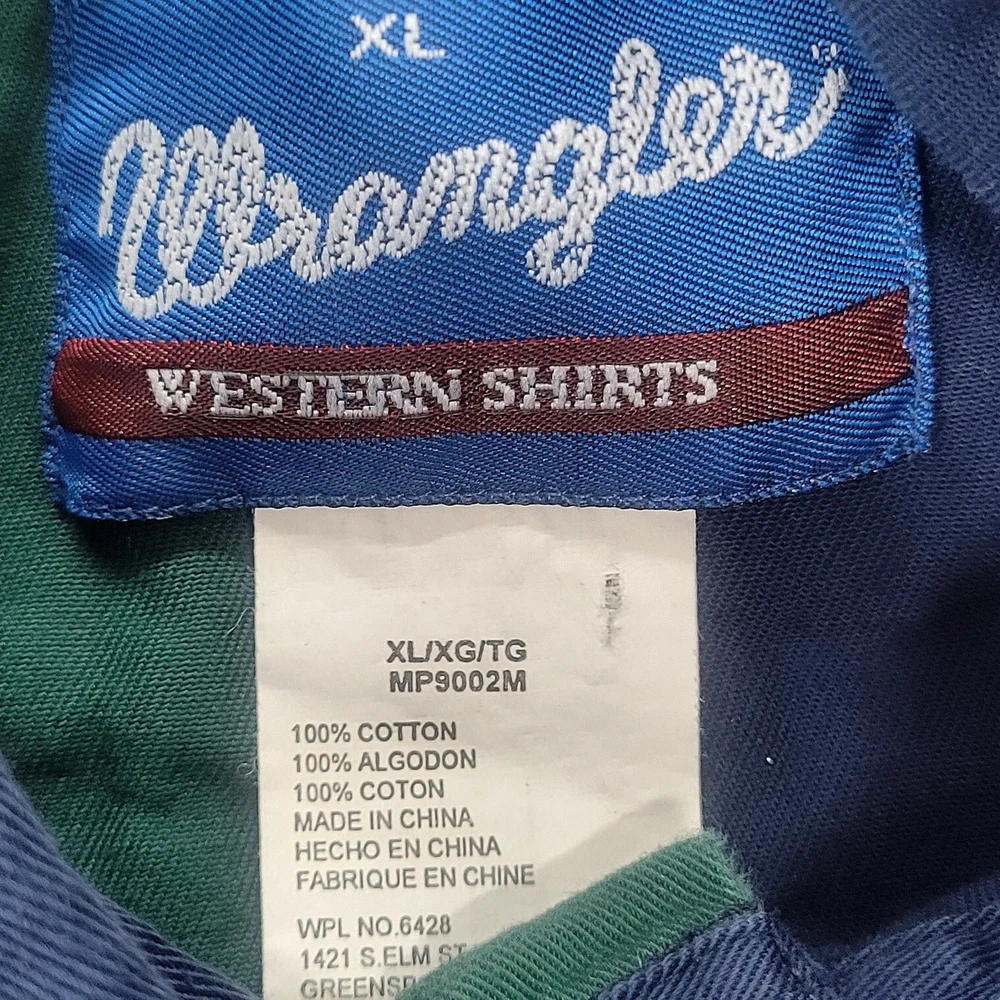 XL
Wrangler
WESTERN SHIRTS
XL/XG/TG
MP9002M
100% COTTON
100% ALGODON
100% COTON
MADE IN CHINA
HECHO EN CHINA
FABRIQUE EN CHINE
WPL NO.6428
1421 S.ELM ST